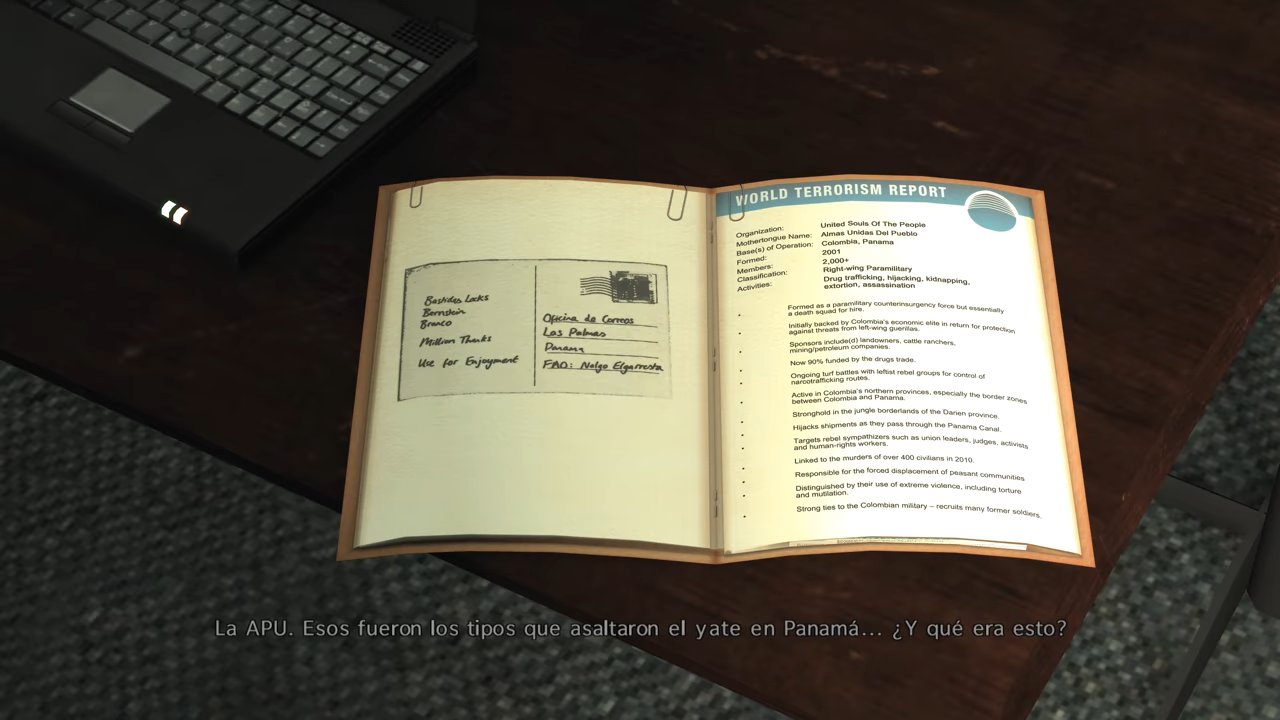 Bastides Locks
Bernstein
Branco
Million Thanks
Use for Enjoyment
Oficina de Correos
Las Palmas
Panama
FAO: Nalgo Elgarresta
WORLD TERRORISM REPORT
Organization: United Souls Of The People
Mothertongue Name: Almas Unidas Del Pueblo
Base(s) of Operation: Colombia, Panama
Formed: 2001
Members: 2,000+
Classification: Right-wing Paramilitary
Activities: Drug trafficking, hijacking, kidnapping,
extortion, assassination
Formed as a paramilitary counterinsurgency force but essentially
a death squad for hire.
Initially backed by Colombia's economic elite in return for protection
against threats from left-wing guerillas.
Sponsors include(d) landowners, cattle ranchers,
mining/petroleum companies.
Now 90% funded by the drugs trade.
Ongoing turf battles with leftist rebel groups for control of
narcotrafficking routes.
Active in Colombia's northern provinces, especially the border zones
between Colombia and Panama.
Stronghold in the jungle borderlands of the Darien province.
Hijacks shipments as they pass through the Panama Canal.
Targets rebel sympathizers such as union leaders, judges, activists
and human-rights workers.
Linked to the murders of over 400 civilians in 2010.
Responsible for the forced displacement of peasant communities
Distinguished by their use of extreme violence, including torture
and mutilation.
Strong ties to the Colombian military – recruits many former soldiers.
La APU. Esos fueron los tipos que asaltaron el yate en Panamá... ¿Y qué era esto?